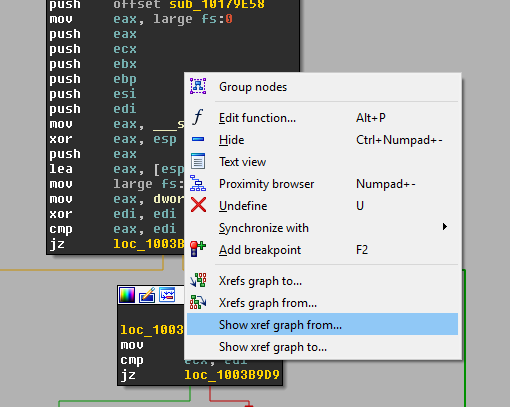 push offset sub_10179E58
mov eax, large fs:0
push eax
push ecx
push ebx
push ebp
push esi
push edi
mov eax,
xor eax, esp
push eax
lea eax, [esp
mov large fs:
mov eax, dwor
xor edi, edi
cmp eax, edi
jz loc_1003B
Group nodes
Edit function... Alt+P
Hide Ctrl+Numpad+-
Text view
Proximity browser Numpad+-
Undefine U
Synchronize with
Add breakpoint F2
Xrefs graph to...
Xrefs graph from...
Show xref graph from...
Show xref graph to...
loc_1003
mov
cmp ecx, edi
jz loc_1003B9D9